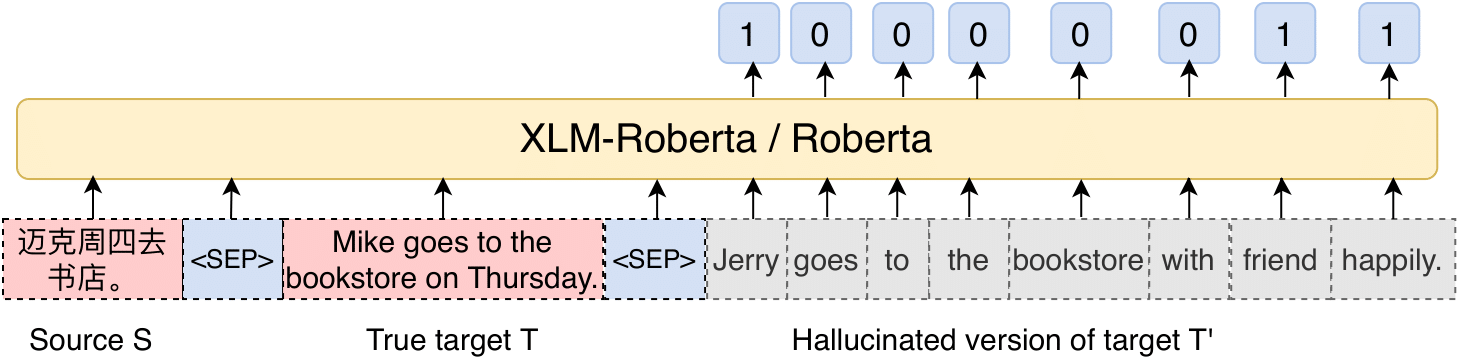 1 0 0 0 0 0 1 1
XLM-Roberta / Roberta
迈克周四去
书店。
<SEP>
Mike goes to the
bookstore on Thursday.
<SEP>
Jerry goes to the bookstore with friend happily.
Source S
True target T
Hallucinated version of target T'